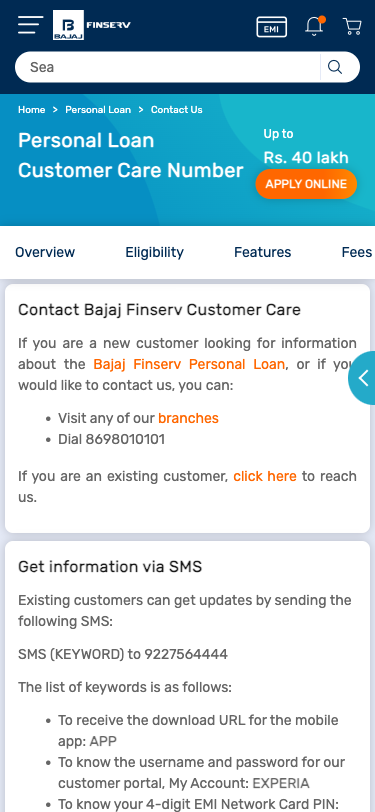 BAJAJ
FINSERV
EMI
Sea
Home > Personal Loan > Contact Us
Personal Loan
Customer Care Number
Up to
Rs. 40 lakh
APPLY ONLINE
Overview Eligibility Features Fees
Contact Bajaj Finserv Customer Care
If you are a new customer looking for information
about the Bajaj Finserv Personal Loan, or if you
would like to contact us, you can:
• Visit any of our branches
• Dial 8698010101
If you are an existing customer, click here to reach
us.
Get information via SMS
Existing customers can get updates by sending the
following SMS:
SMS (KEYWORD) to 9227564444
The list of keywords is as follows:
• To receive the download URL for the mobile
app: APP
• To know the username and password for our
customer portal, My Account: EXPERIA
• To know your 4-digit EMI Network Card PIN: